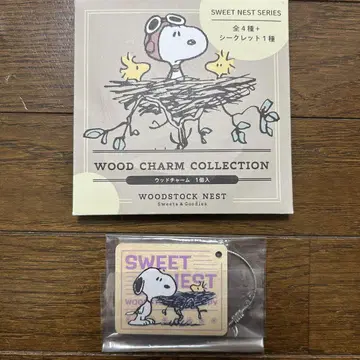 SWEET NEST SERIES
全4種+
シークレット1種
WOOD CHARM COLLECTION
ウッドチャーム 1個入
WOODSTOCK NEST
Sweets & Goodies
SWEET
NEST